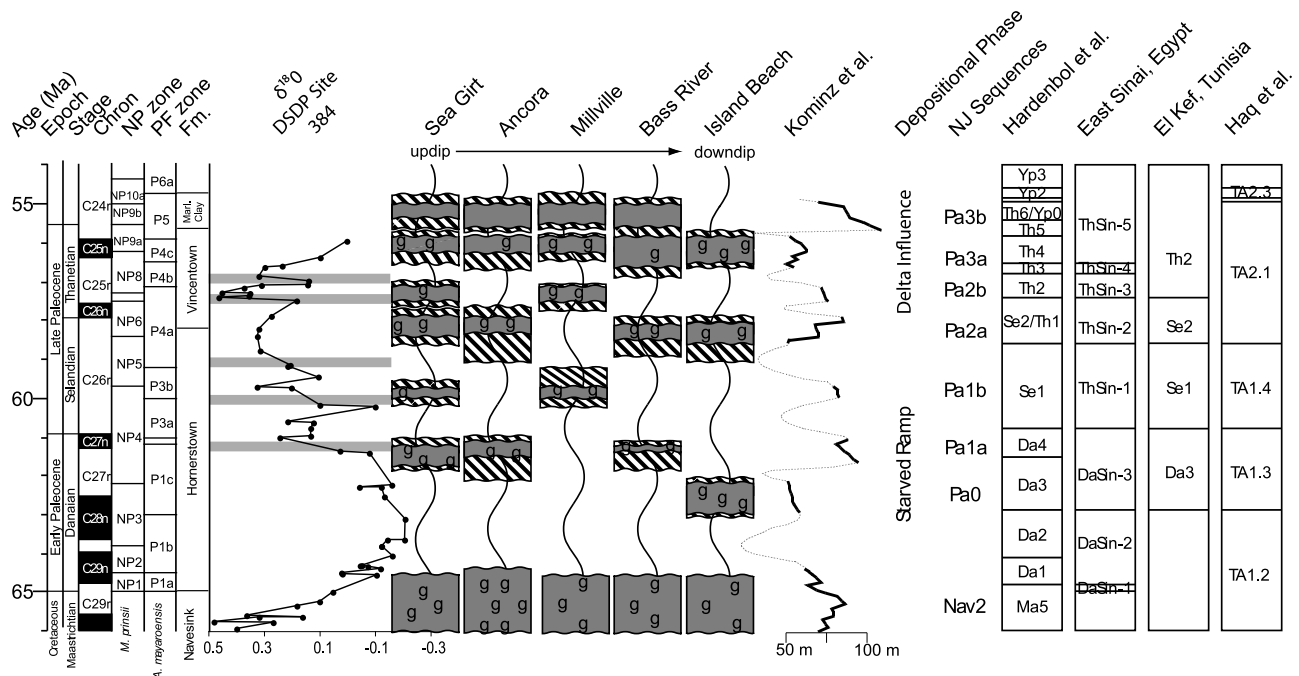 Age (Ma)
Epoch
Stage
Chron
NP zone
PF zone
Fm.
δ18O
DSDP Site
384
Sea Girt
Ancora
Millville
Bass River
Island Beach
Kominz et al.
Depositional Phase
NJ Sequences
Hardenbol et al.
East Sinai, Egypt
El Kef, Tunisia
Haq et al.
updip
downdip
55
60
65
Late Paleocene
Early Paleocene
Cretaceous
Thanetian
Selandian
Danaian
Maastrichtian
C24r
C25n
C25r
C26n
C26r
C27n
C27r
C28n
C29n
C29r
NP10a
NP9b
NP9a
NP8
NP6
NP5
NP4
NP3
NP2
NP1
M. prinsii
P6a
P5
P4c
P4b
P4a
P3b
P3a
P1c
P1b
P1a
A. mayaroensis
Marl.
Clay
Vincentown
Hornerstown
Navesink
g g g g g g
g g g g
g g g g g g g g
g g g g
g g g g g g g
g g g
g g g g g g g g
g g g g g g
g g g g
0.5 0.3 0.1 -0.1 -0.3
50 m 100 m
Delta Influence
Starved Ramp
Pa3b
Pa3a
Pa2b
Pa2a
Pa1b
Pa1a
Pa0
Nav2
Yp3
Yp2
Th6/Yp0
Th5
Th4
Th3
Th2
Se2/Th1
Se1
Da4
Da3
Da2
Da1
Ma5
ThSin-5
ThSin-4
ThSin-3
ThSin-2
ThSin-1
DaSin-3
DaSin-2
DaSin-1
Th2
Se2
Se1
Da3
TA2.3
TA2.1
TA1.4
TA1.3
TA1.2